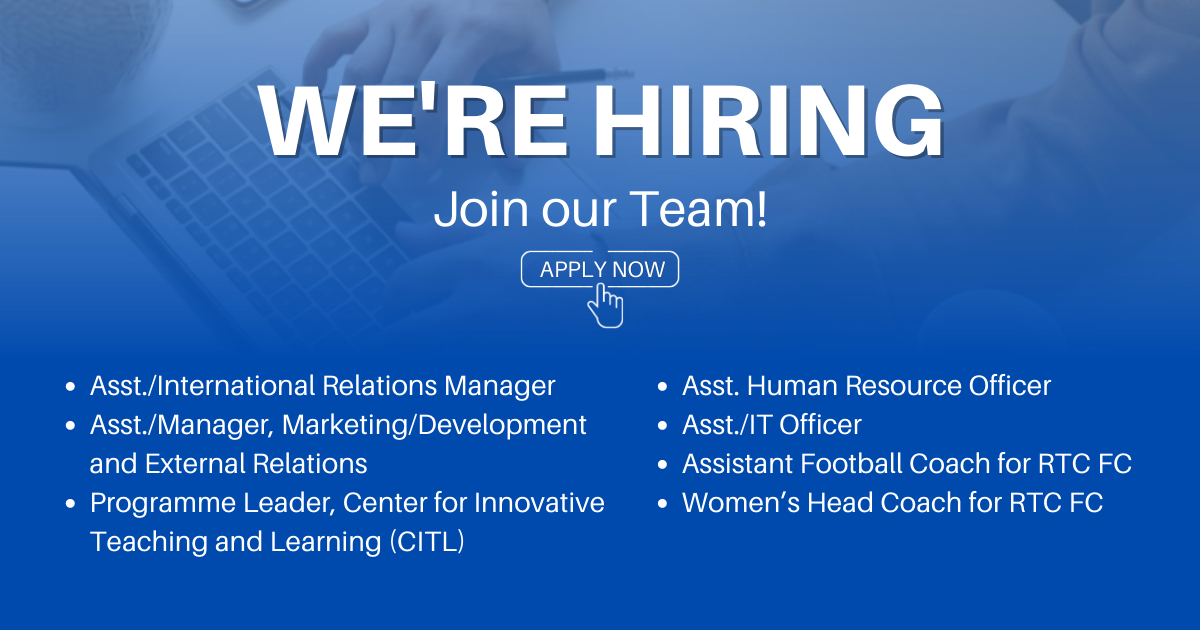 WE'RE HIRING
Join our Team!
APPLY NOW
• Asst./International Relations Manager
• Asst./Manager, Marketing/Development
and External Relations
• Programme Leader, Center for Innovative
Teaching and Learning (CITL)
• Asst. Human Resource Officer
• Asst./IT Officer
• Assistant Football Coach for RTC FC
• Women’s Head Coach for RTC FC